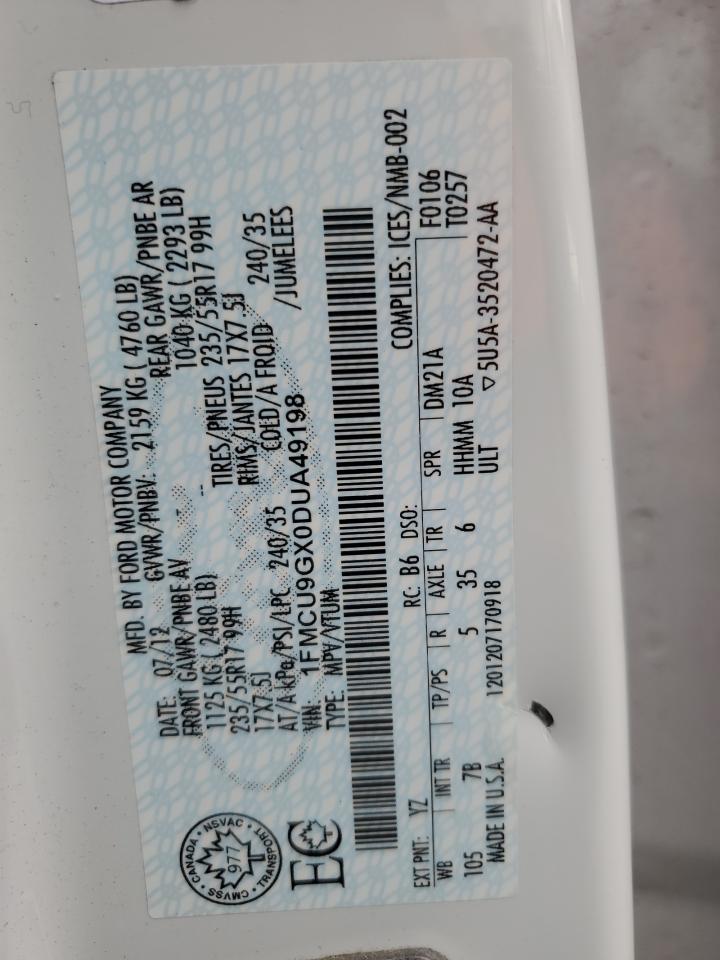 MFD. BY FORD MOTOR COMPANY
DATE: 07/12 GVWR/PNBV: 2159 KG ( 4760 LB)
FRONT GAWR/PNBE AV REAR GAWR/PNBE AR
1125 KG ( 2480 LB) -- 1040 KG ( 2293 LB)
235/55R17 99H TIRES/PNEUS 235/55R17 99H
17X7.5J RIMS/JANTES 17X7.5J
AT/A kPa/PSI/LPC 240/35 COLD/A FROID 240/35
VIN: 1FMCU9GX0DUA49198 /JUMELEES
TYPE: MPV/VTUM
CANADA · NSVAC · TRANSPORT · CMVSS ·
977 T
EC
COMPLIES: ICES/NMB-002
EXT PNT: YZ RC: B6 DSO: F0106
WB INT TR TP/PS R AXLE TR SPR DM21A T0257
105 7B 5 35 6 HHMM 10A
MADE IN U.S.A. 1201207170918 ULT ▽ 5U5A-3520472-AA